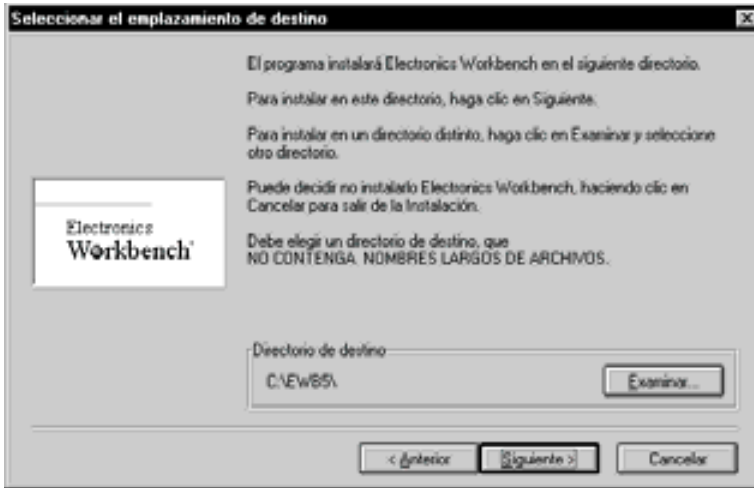 Seleccionar el emplazamiento de destino
El programa instalará Electronics Workbench en el siguiente directorio.
Para instalar en este directorio, haga clic en Siguiente.
Para instalar en un directorio distinto, haga clic en Examinar y seleccione
otro directorio.
Puede decidir no instalarlo Electronics Workbench, haciendo clic en
Cancelar para salir de la Instalación.
Electronics
Workbench
Debe elegir un directorio de destino, que
NO CONTENGA NOMBRES LARGOS DE ARCHIVOS.
Directorio de destino
C:\EWB5\
Examinar...
< Anterior
Siguiente >
Cancelar